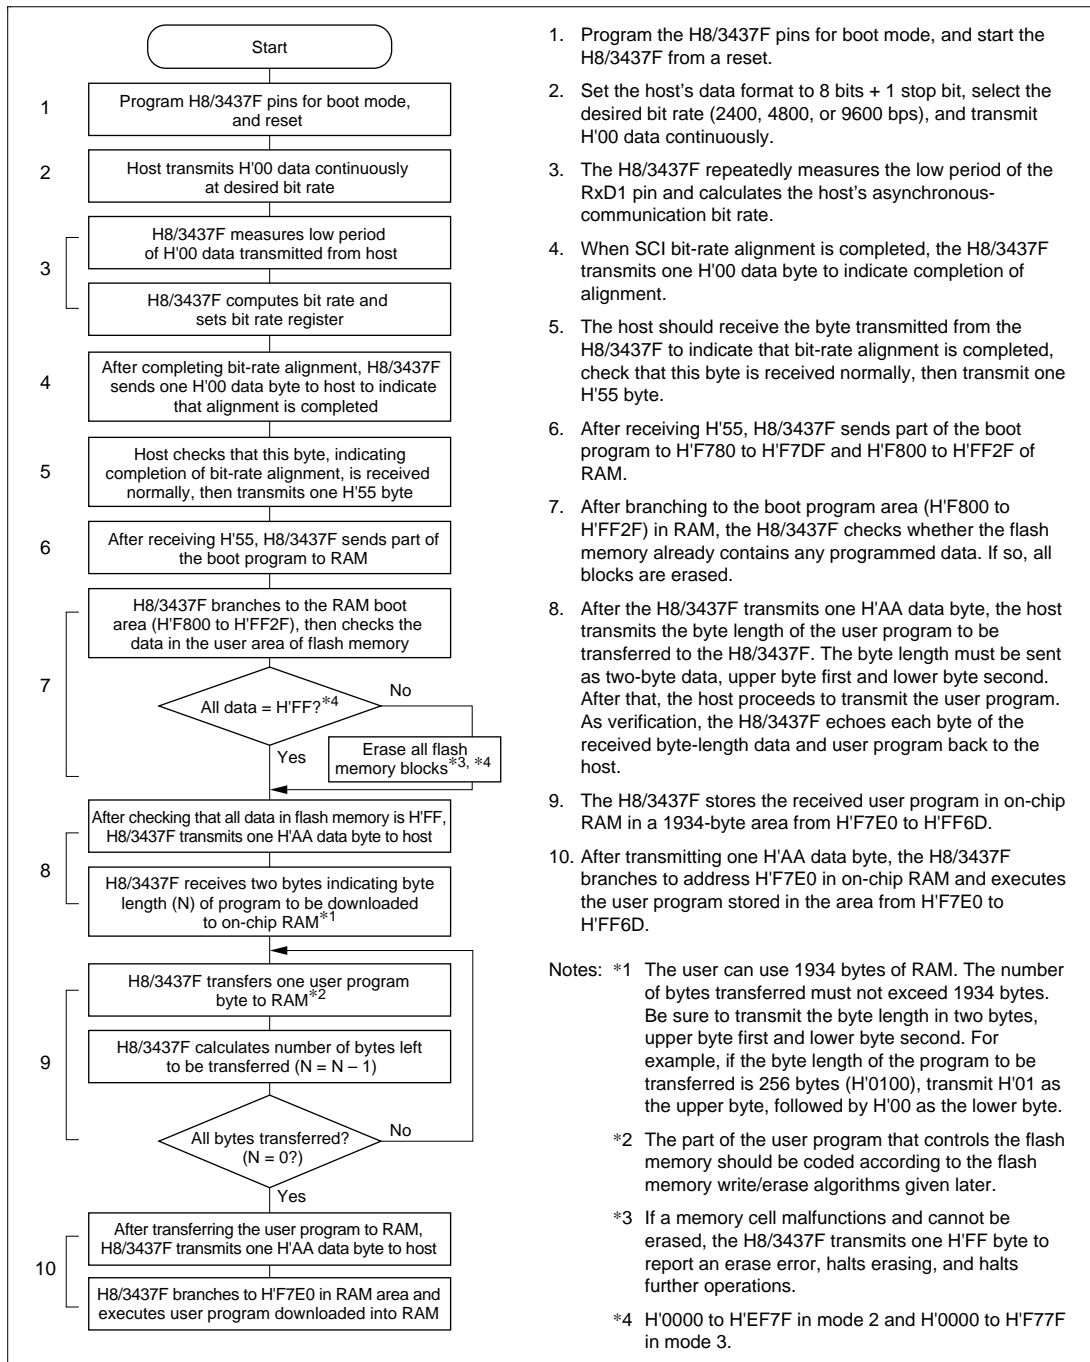 Start
1
Program H8/3437F pins for boot mode,
and reset
2
Host transmits H'00 data continuously
at desired bit rate
3
H8/3437F measures low period
of H'00 data transmitted from host
H8/3437F computes bit rate and
sets bit rate register
4
After completing bit-rate alignment, H8/3437F
sends one H'00 data byte to host to indicate
that alignment is completed
5
Host checks that this byte, indicating
completion of bit-rate alignment, is received
normally, then transmits one H'55 byte
6
After receiving H'55, H8/3437F sends part of
the boot program to RAM
7
H8/3437F branches to the RAM boot
area (H'F800 to H'FF2F), then checks the
data in the user area of flash memory
All data = H'FF?*4
No
Yes
Erase all flash
memory blocks*3, *4
8
After checking that all data in flash memory is H'FF,
H8/3437F transmits one H'AA data byte to host
H8/3437F receives two bytes indicating byte
length (N) of program to be downloaded
to on-chip RAM*1
9
H8/3437F transfers one user program
byte to RAM*2
H8/3437F calculates number of bytes left
to be transferred (N = N – 1)
All bytes transferred?
(N = 0?)
No
Yes
10
After transferring the user program to RAM,
H8/3437F transmits one H'AA data byte to host
H8/3437F branches to H'F7E0 in RAM area and
executes user program downloaded into RAM
1. Program the H8/3437F pins for boot mode, and start the
H8/3437F from a reset.
2. Set the host's data format to 8 bits + 1 stop bit, select the
desired bit rate (2400, 4800, or 9600 bps), and transmit
H'00 data continuously.
3. The H8/3437F repeatedly measures the low period of the
RxD1 pin and calculates the host's asynchronous-
communication bit rate.
4. When SCI bit-rate alignment is completed, the H8/3437F
transmits one H'00 data byte to indicate completion of
alignment.
5. The host should receive the byte transmitted from the
H8/3437F to indicate that bit-rate alignment is completed,
check that this byte is received normally, then transmit one
H'55 byte.
6. After receiving H'55, H8/3437F sends part of the boot
program to H'F780 to H'F7DF and H'F800 to H'FF2F of
RAM.
7. After branching to the boot program area (H'F800 to
H'FF2F) in RAM, the H8/3437F checks whether the flash
memory already contains any programmed data. If so, all
blocks are erased.
8. After the H8/3437F transmits one H'AA data byte, the host
transmits the byte length of the user program to be
transferred to the H8/3437F. The byte length must be sent
as two-byte data, upper byte first and lower byte second.
After that, the host proceeds to transmit the user program.
As verification, the H8/3437F echoes each byte of the
received byte-length data and user program back to the
host.
9. The H8/3437F stores the received user program in on-chip
RAM in a 1934-byte area from H'F7E0 to H'FF6D.
10. After transmitting one H'AA data byte, the H8/3437F
branches to address H'F7E0 in on-chip RAM and executes
the user program stored in the area from H'F7E0 to
H'FF6D.
Notes: *1 The user can use 1934 bytes of RAM. The number
of bytes transferred must not exceed 1934 bytes.
Be sure to transmit the byte length in two bytes,
upper byte first and lower byte second. For
example, if the byte length of the program to be
transferred is 256 bytes (H'0100), transmit H'01 as
the upper byte, followed by H'00 as the lower byte.
*2 The part of the user program that controls the flash
memory should be coded according to the flash
memory write/erase algorithms given later.
*3 If a memory cell malfunctions and cannot be
erased, the H8/3437F transmits one H'FF byte to
report an erase error, halts erasing, and halts
further operations.
*4 H'0000 to H'EF7F in mode 2 and H'0000 to H'F77F
in mode 3.